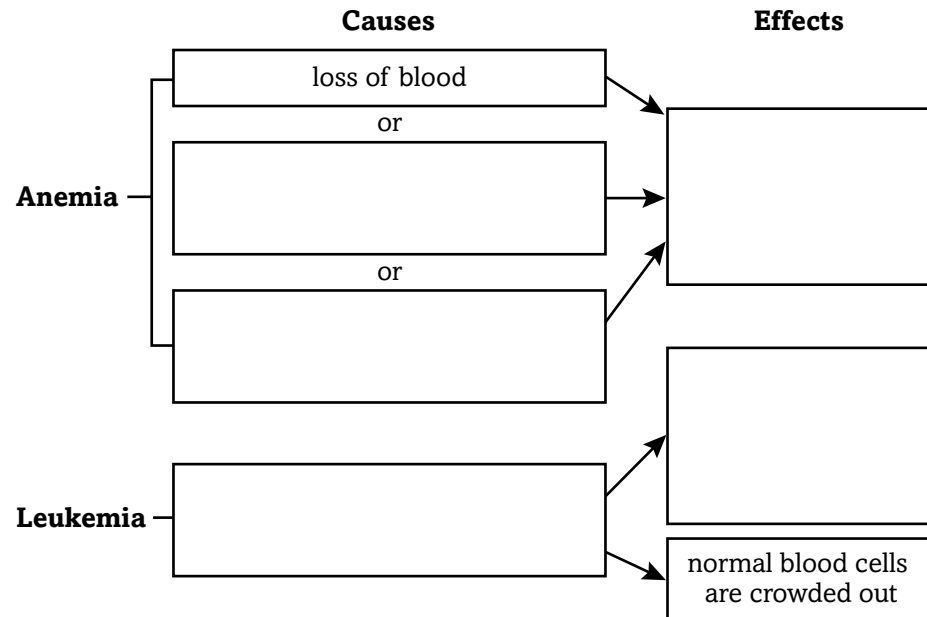 Causes
Effects
loss of blood
or
Anemia
or
Leukemia
normal blood cells
are crowded out